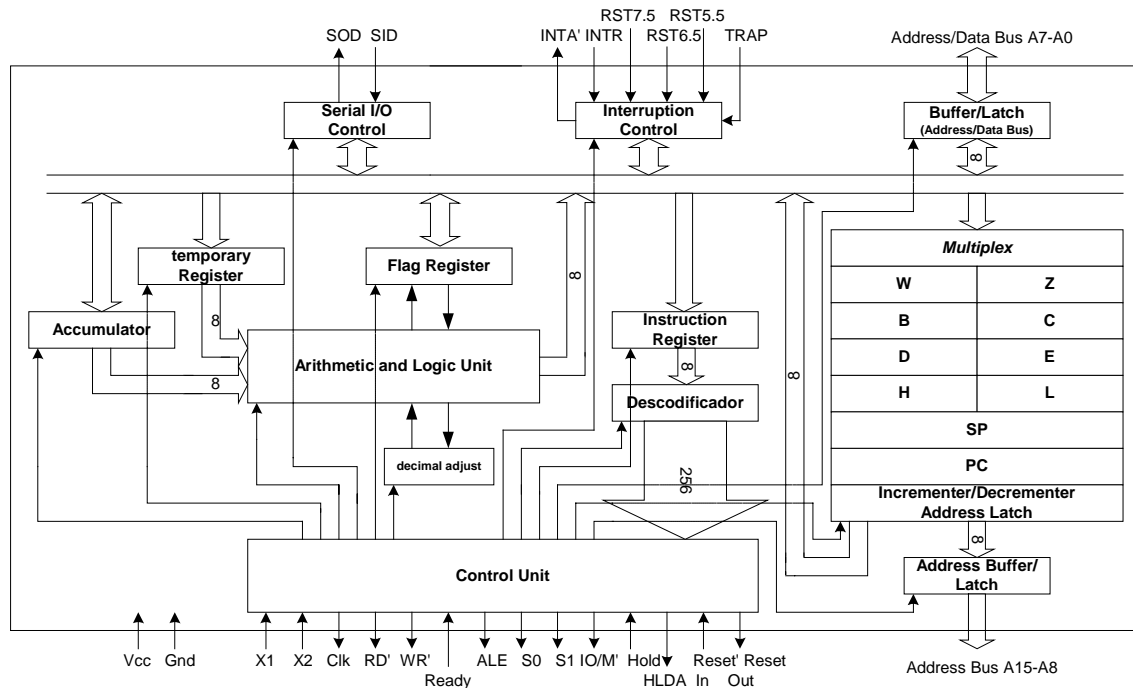 RST7.5 RST5.5
SOD SID INTA' INTR RST6.5 TRAP Address/Data Bus A7-A0
Serial I/O
Control
Interruption
Control
Buffer/Latch
(Address/Data Bus)
8
temporary
Register
Flag Register
8
Multiplex
W Z
Accumulator
8
Instruction
Register
B C
Arithmetic and Logic Unit
8
8
D E
8
Descodificador
H L
SP
decimal adjust
256
PC
Incrementer/Decrementer
Address Latch
8
Control Unit
Address Buffer/
Latch
Vcc Gnd X1 X2 Clk RD' WR' ALE S0 S1 IO/M' Hold Reset' Reset
Ready HLDA In Out
Address Bus A15-A8